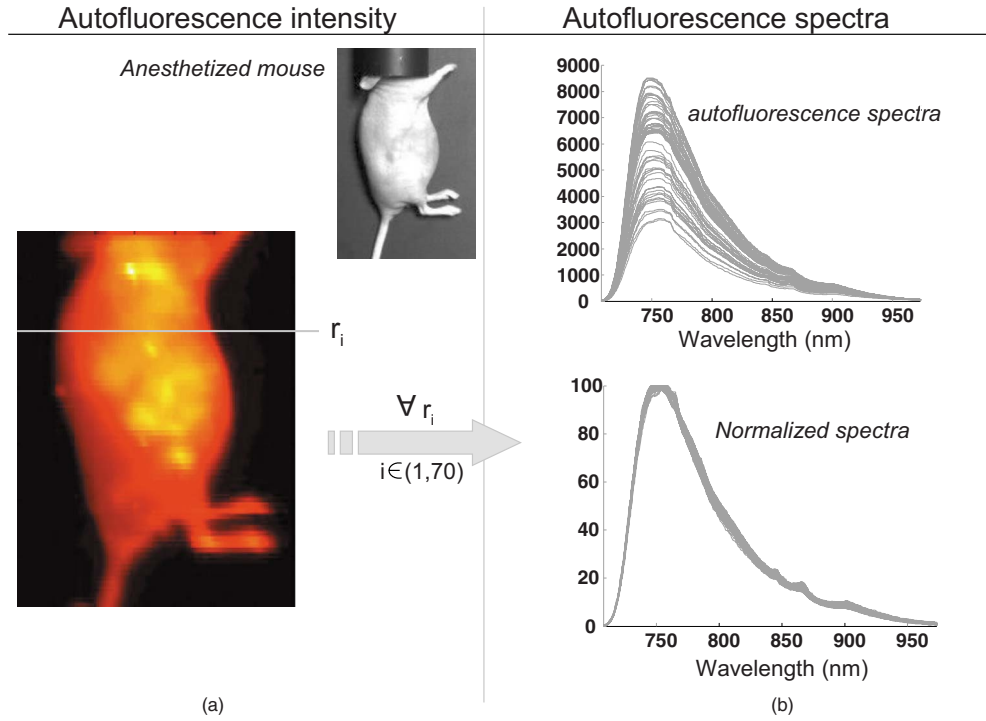 Autofluorescence intensity
Autofluorescence spectra
Anesthetized mouse
r_i
∀ r_i
i∈(1,70)
(a)
9000
8000
7000
6000
5000
4000
3000
2000
1000
0
autofluorescence spectra
750 800 850 900 950
Wavelength (nm)
100
80
60
40
20
0
Normalized spectra
750 800 850 900 950
Wavelength (nm)
(b)